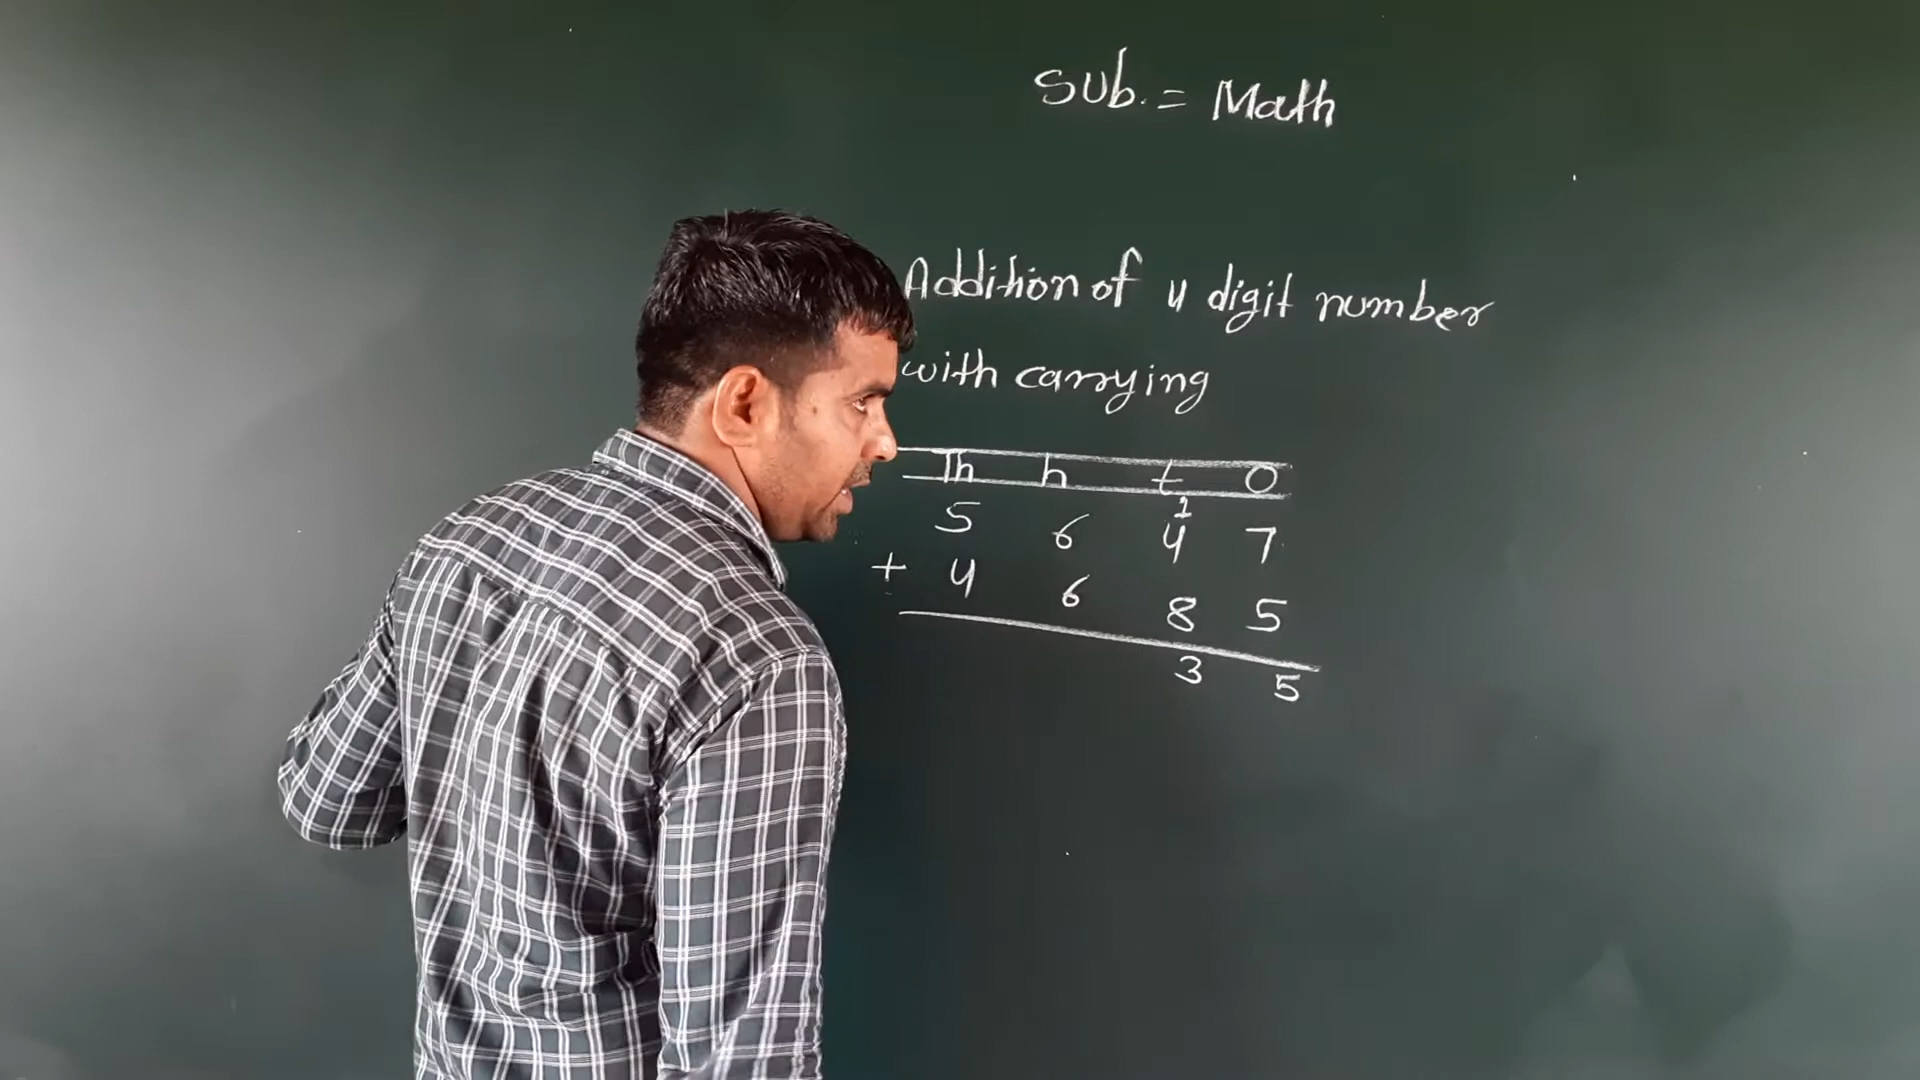 Sub. = Math
Addition of 4 digit number
with carrying
Th h t O
1
5 6 4 7
+ 4 6 8 5
3 5